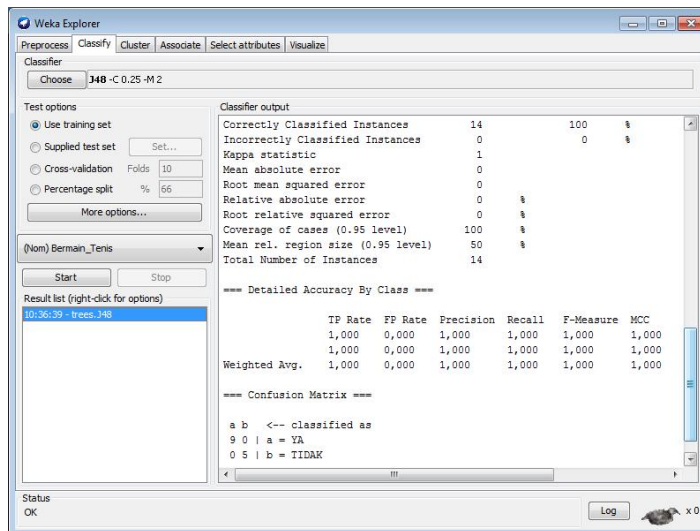 Weka Explorer
Preprocess Classify Cluster Associate Select attributes Visualize
Classifier
Choose J48 -C 0.25 -M 2
Test options
Use training set
Supplied test set Set...
Cross-validation Folds 10
Percentage split % 66
More options...
(Nom) Bermain_Tenis
Start Stop
Result list (right-click for options)
10:36:39 - trees.J48
Classifier output
Correctly Classified Instances 14 100 %
Incorrectly Classified Instances 0 0 %
Kappa statistic 1
Mean absolute error 0
Root mean squared error 0
Relative absolute error 0 %
Root relative squared error 0 %
Coverage of cases (0.95 level) 100 %
Mean rel. region size (0.95 level) 50 %
Total Number of Instances 14
=== Detailed Accuracy By Class ===
TP Rate FP Rate Precision Recall F-Measure MCC
1,000 0,000 1,000 1,000 1,000 1,000
1,000 0,000 1,000 1,000 1,000 1,000
Weighted Avg. 1,000 0,000 1,000 1,000 1,000 1,000
=== Confusion Matrix ===
a b <-- classified as
9 0 | a = YA
0 5 | b = TIDAK
Status
OK
Log
x 0